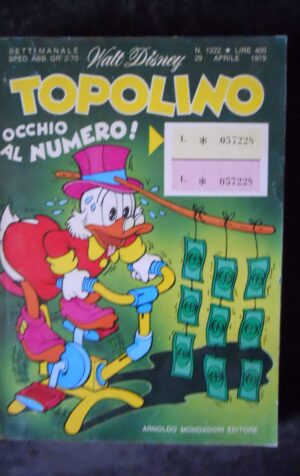 SETTIMANALE
SPED. ABB. GR. 2/70
Walt Disney
N. 1222 ★ LIRE 400
29 APRILE 1979
TOPOLINO
OCCHIO
AL NUMERO!
L * 057228
L * 057228
ARNOLDO MONDADORI EDITORE